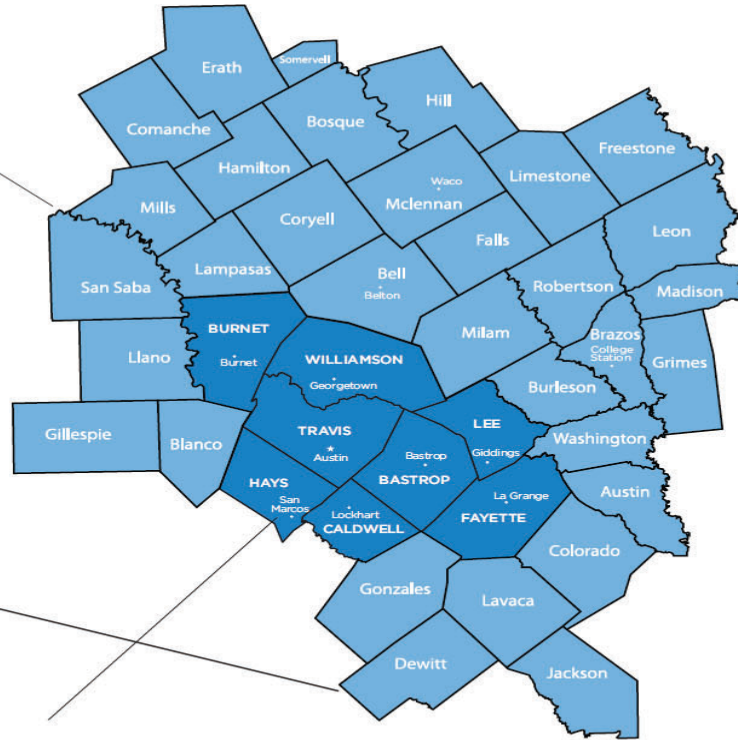 Erath
Somervell
Hill
Comanche
Bosque
Freestone
Hamilton
Limestone
Waco
Mclennan
Mills
Coryell
Leon
Falls
Lampasas
Bell
Belton
San Saba
Robertson
Madison
BURNET
Burnet
Milam
Brazos
College
Station
Llano
WILLIAMSON
Georgetown
Grimes
Burleson
Gillespie
Blanco
TRAVIS
Austin
LEE
Giddings
Washington
Bastrop
BASTROP
HAYS
San
Marcos
Lockhart
CALDWELL
La Grange
FAYETTE
Austin
Colorado
Gonzales
Lavaca
Dewitt
Jackson